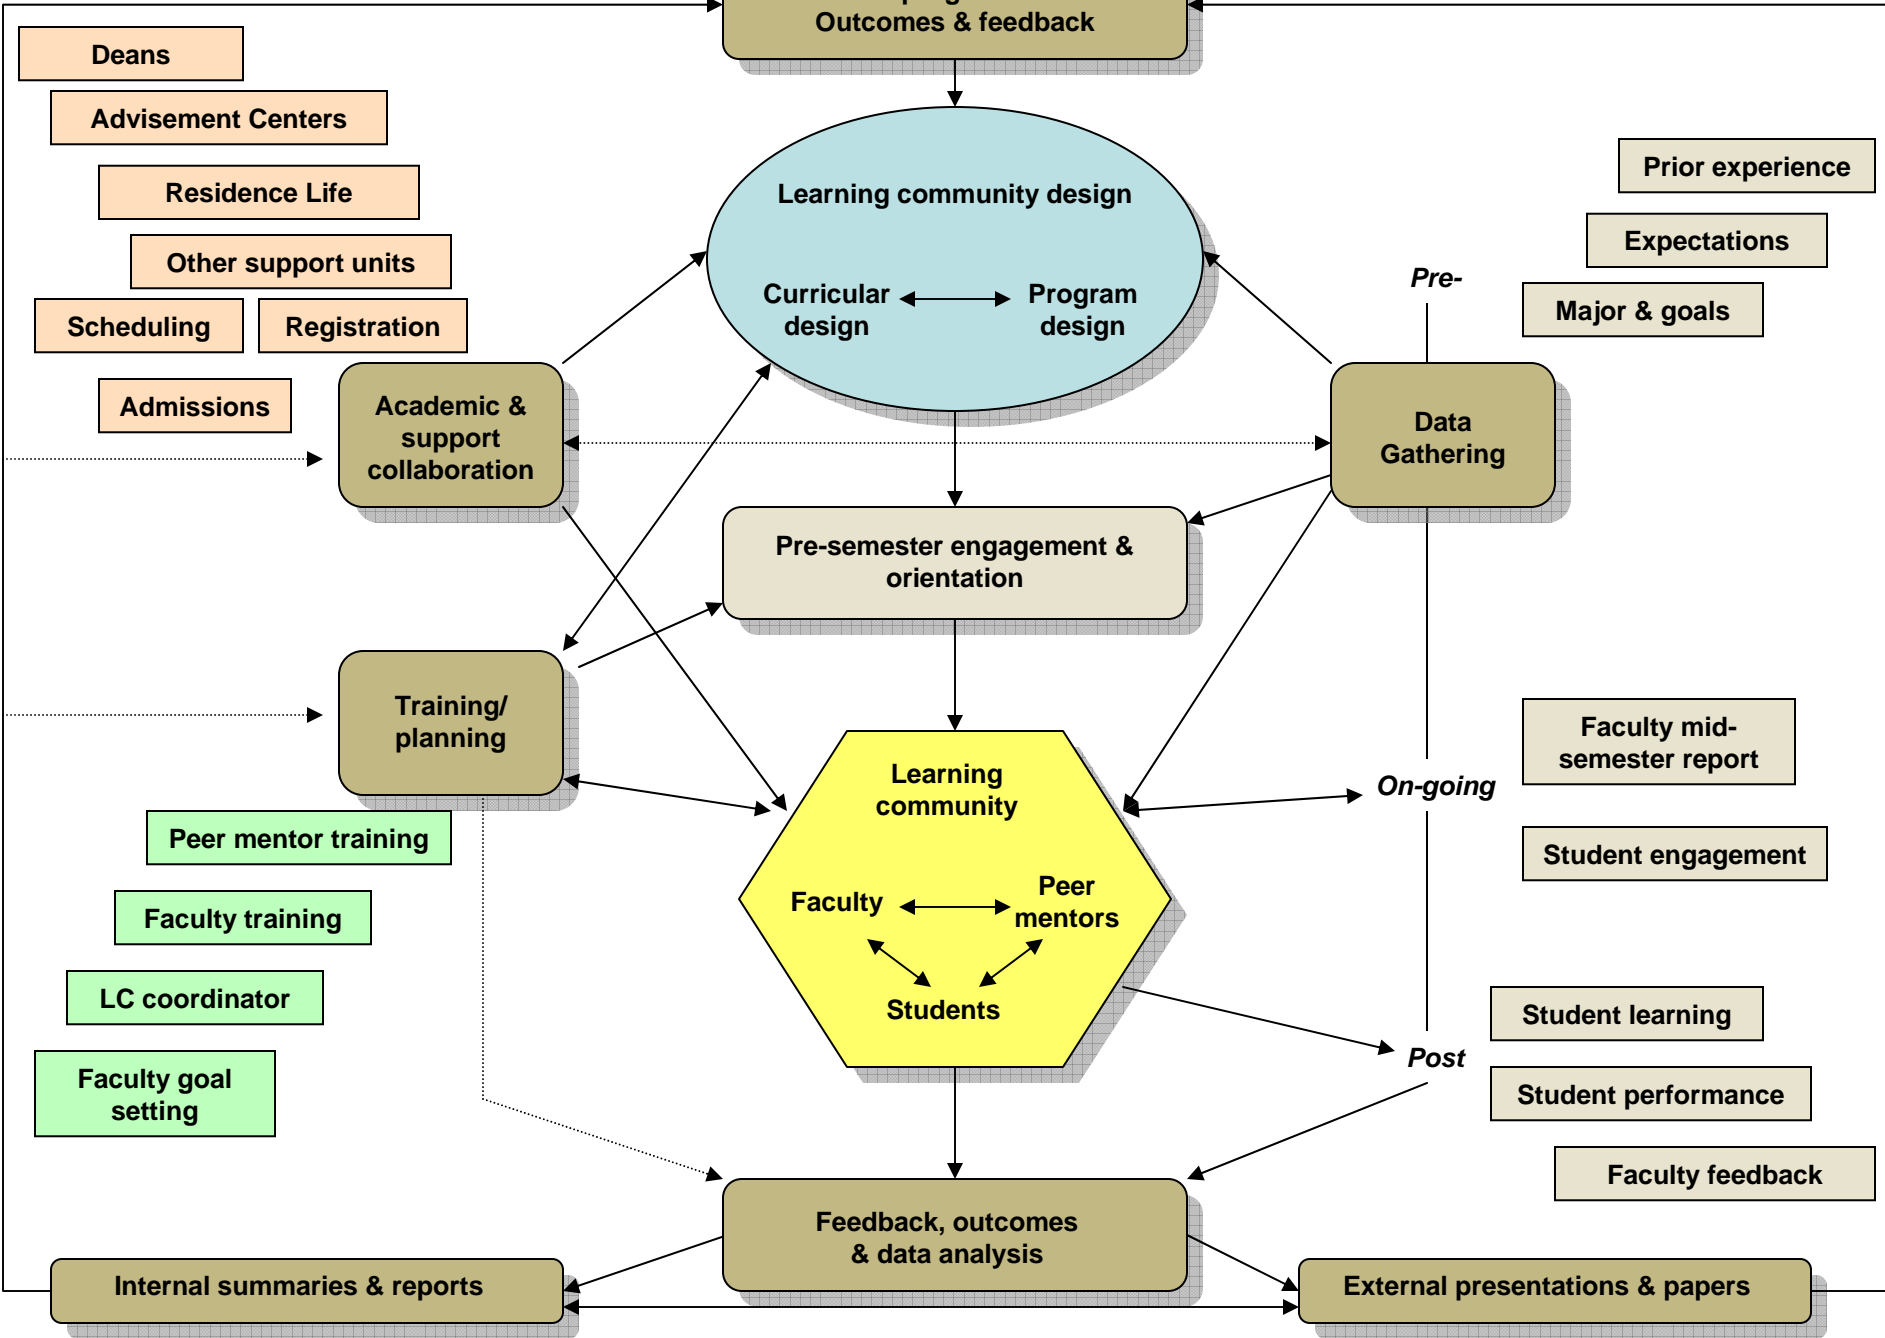 Outcomes & feedback
Deans
Advisement Centers
Residence Life
Other support units
Scheduling
Registration
Admissions
Learning community design
Curricular
design
Program
design
Prior experience
Expectations
Pre-
Major & goals
Academic &
support
collaboration
Data
Gathering
Pre-semester engagement &
orientation
Training/
planning
Learning
community
Faculty
Peer
mentors
Students
On-going
Faculty mid-
semester report
Student engagement
Peer mentor training
Faculty training
LC coordinator
Faculty goal
setting
Post
Student learning
Student performance
Faculty feedback
Feedback, outcomes
& data analysis
Internal summaries & reports
External presentations & papers